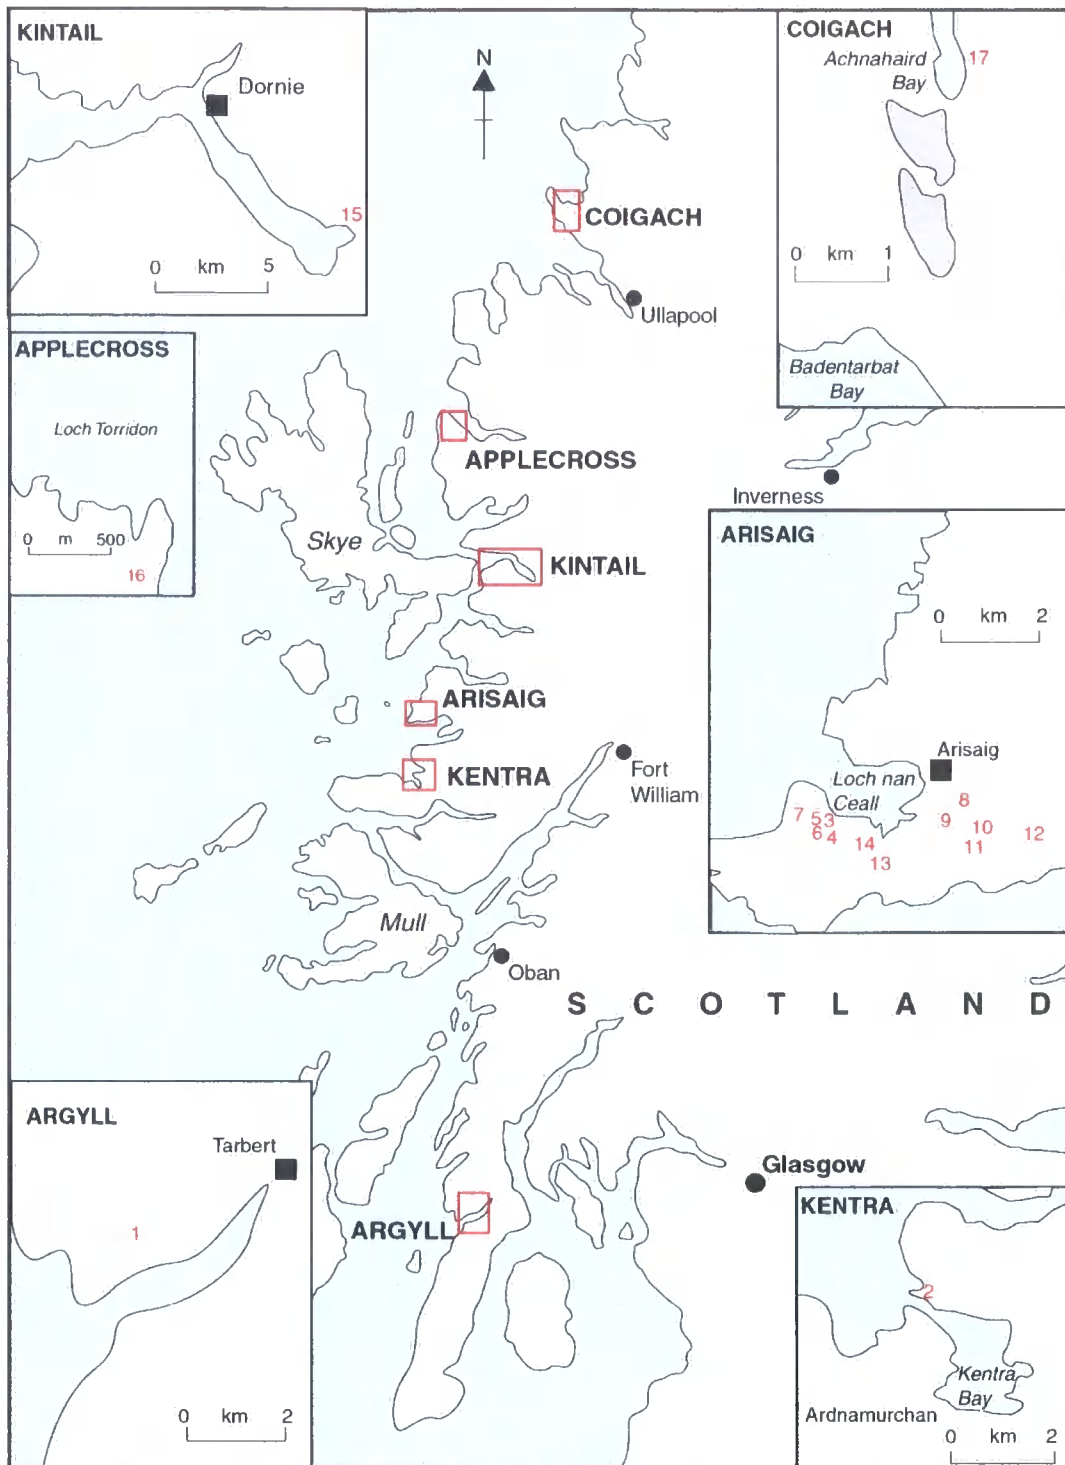 KINTAIL
Dornie
15
0 km 5
N
COIGACH
Achnahaird
Bay
17
0 km 1
Badentarbat
Bay
COIGACH
Ullapool
APPLECROSS
Loch Torridon
0 m 500
16
APPLECROSS
Inverness
Skye
KINTAIL
ARISAIG
0 km 2
Arisaig
Loch nan
Ceall
7 5 3
6 4
14
13
8
9 10
11
12
ARISAIG
KENTRA
Fort
William
Mull
Oban
SCOTLAND
ARGYLL
Tarbert
1
0 km 2
Glasgow
ARGYLL
KENTRA
2
Kentra
Bay
Ardnamurchan
0 km 2